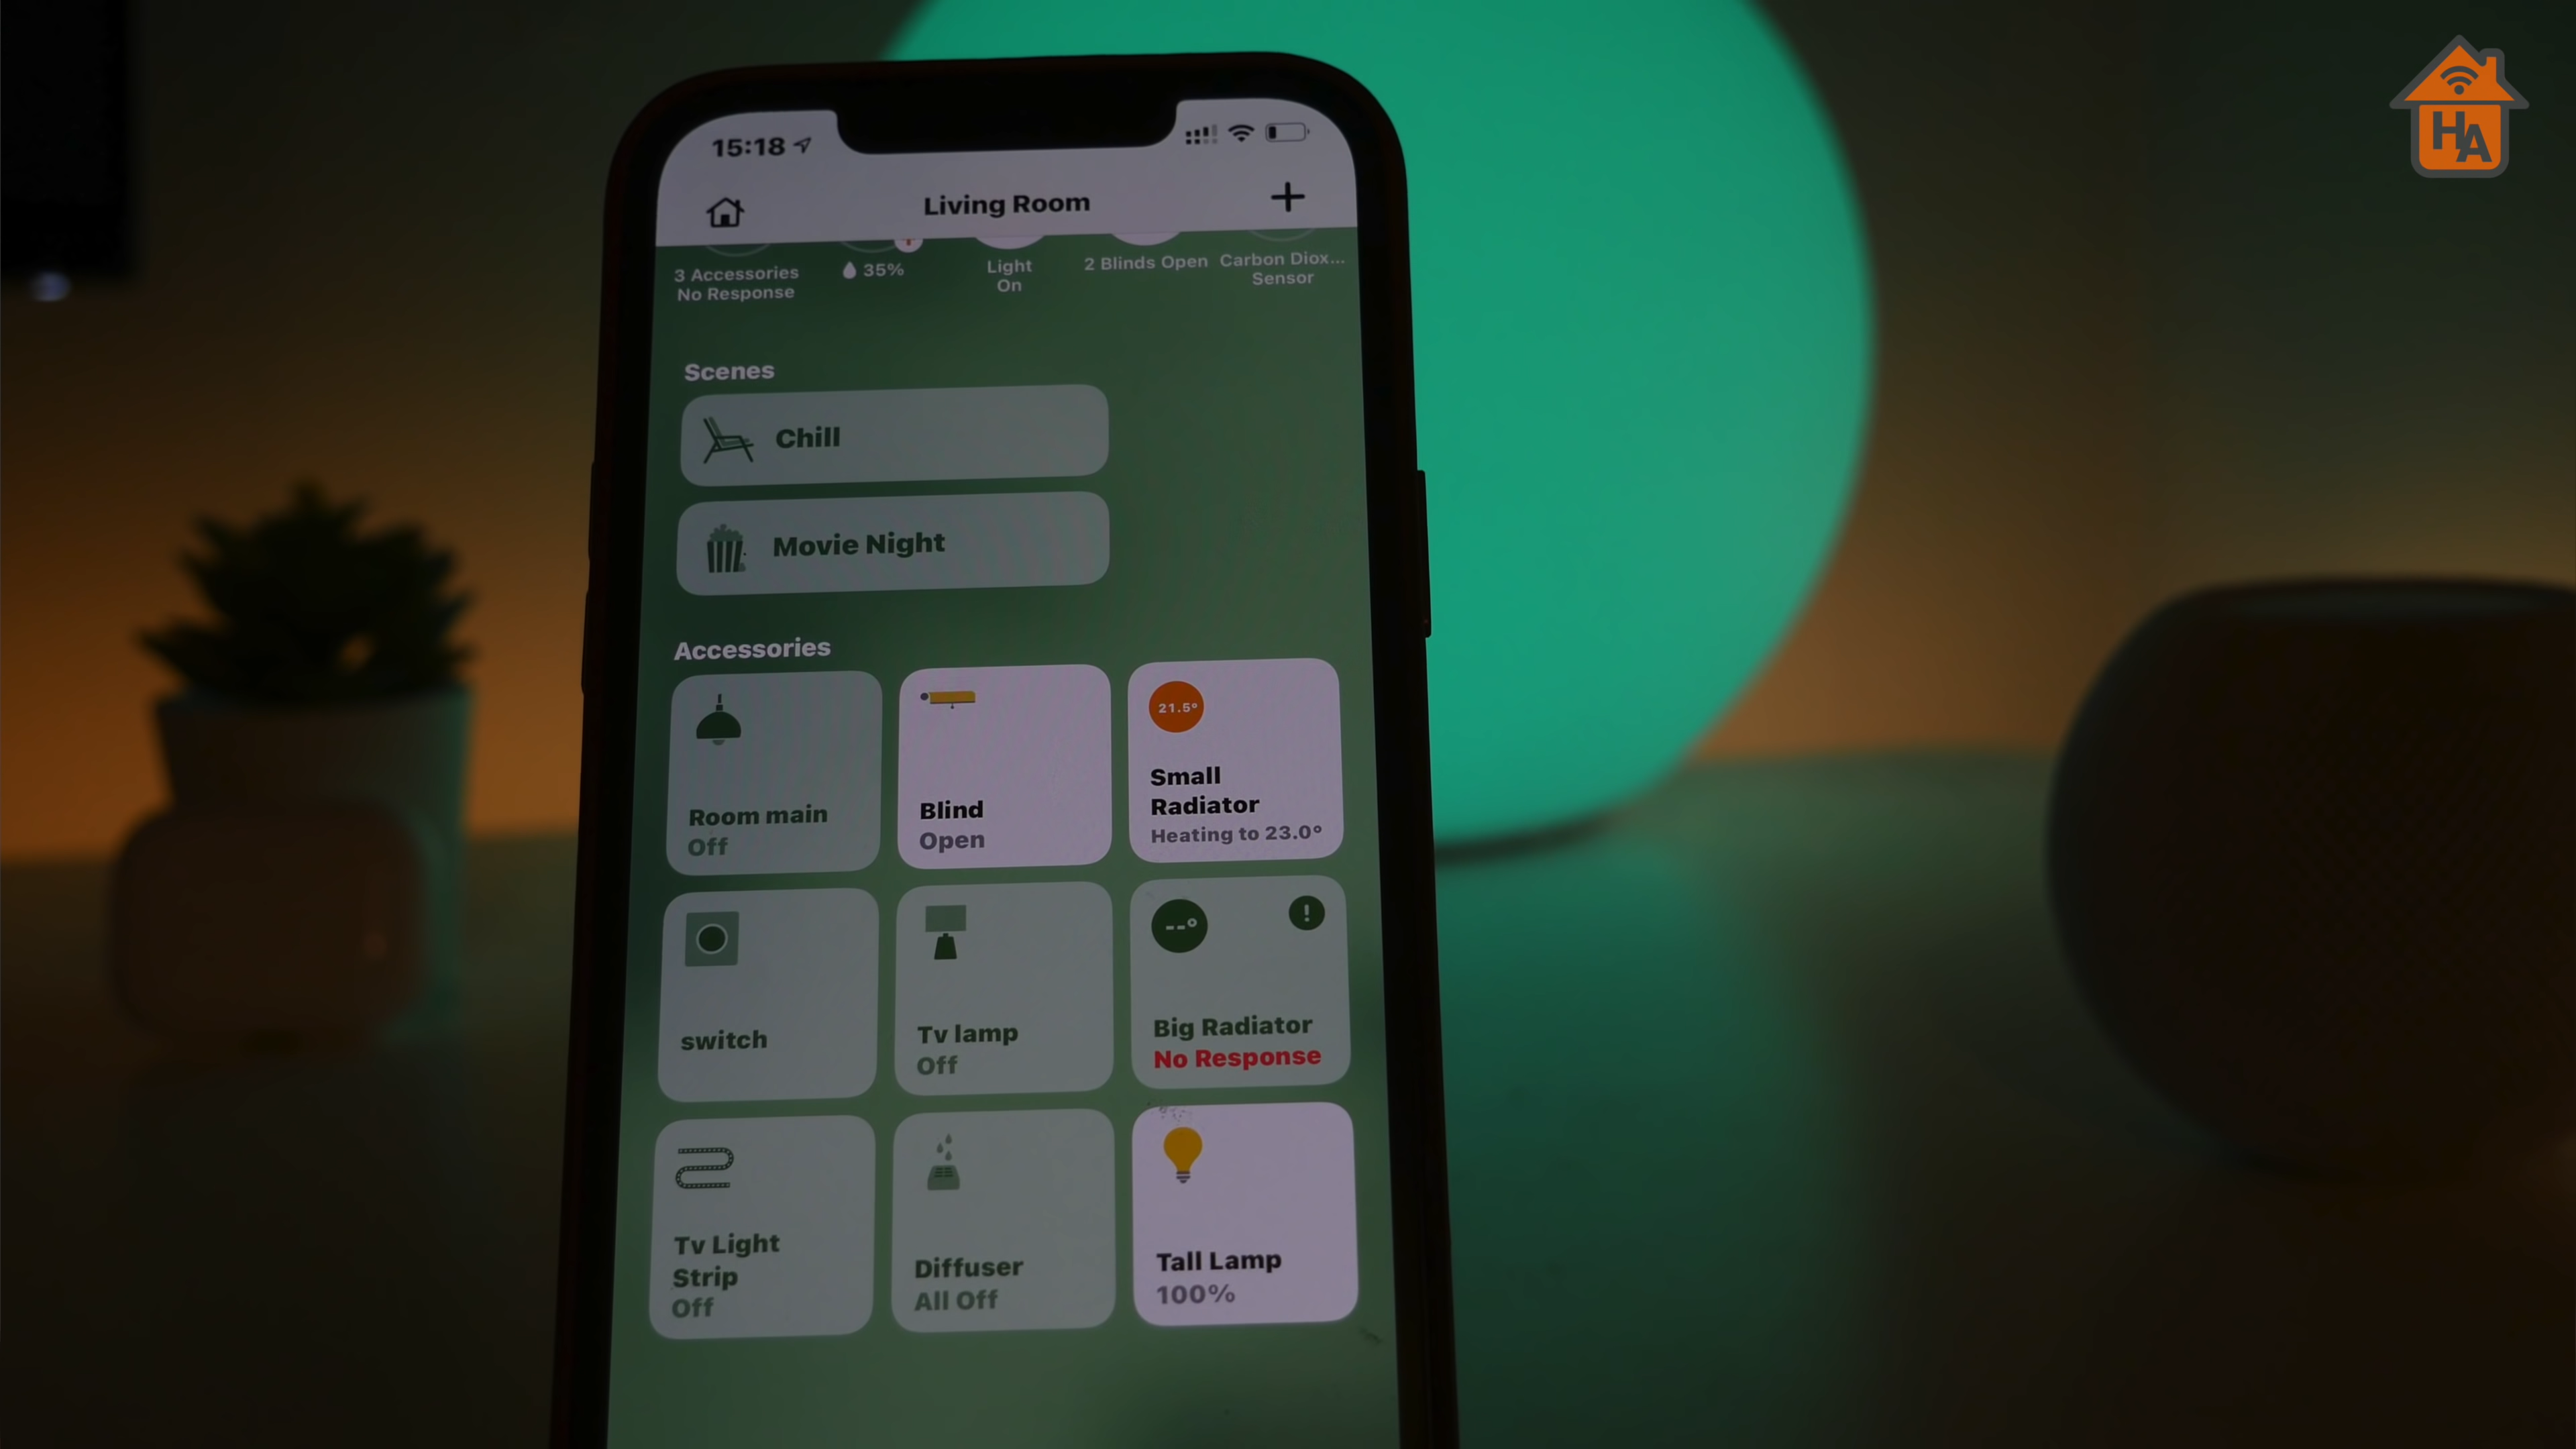 15:18
Living Room
3 Accessories
No Response
35%
Light
On
2 Blinds Open
Carbon Diox...
Sensor
Scenes
Chill
Movie Night
Accessories
Room main
Off
Blind
Open
21.5°
Small
Radiator
Heating to 23.0°
switch
Tv lamp
Off
--°
!
Big Radiator
No Response
Tv Light
Strip
Off
Diffuser
All Off
Tall Lamp
100%
HA